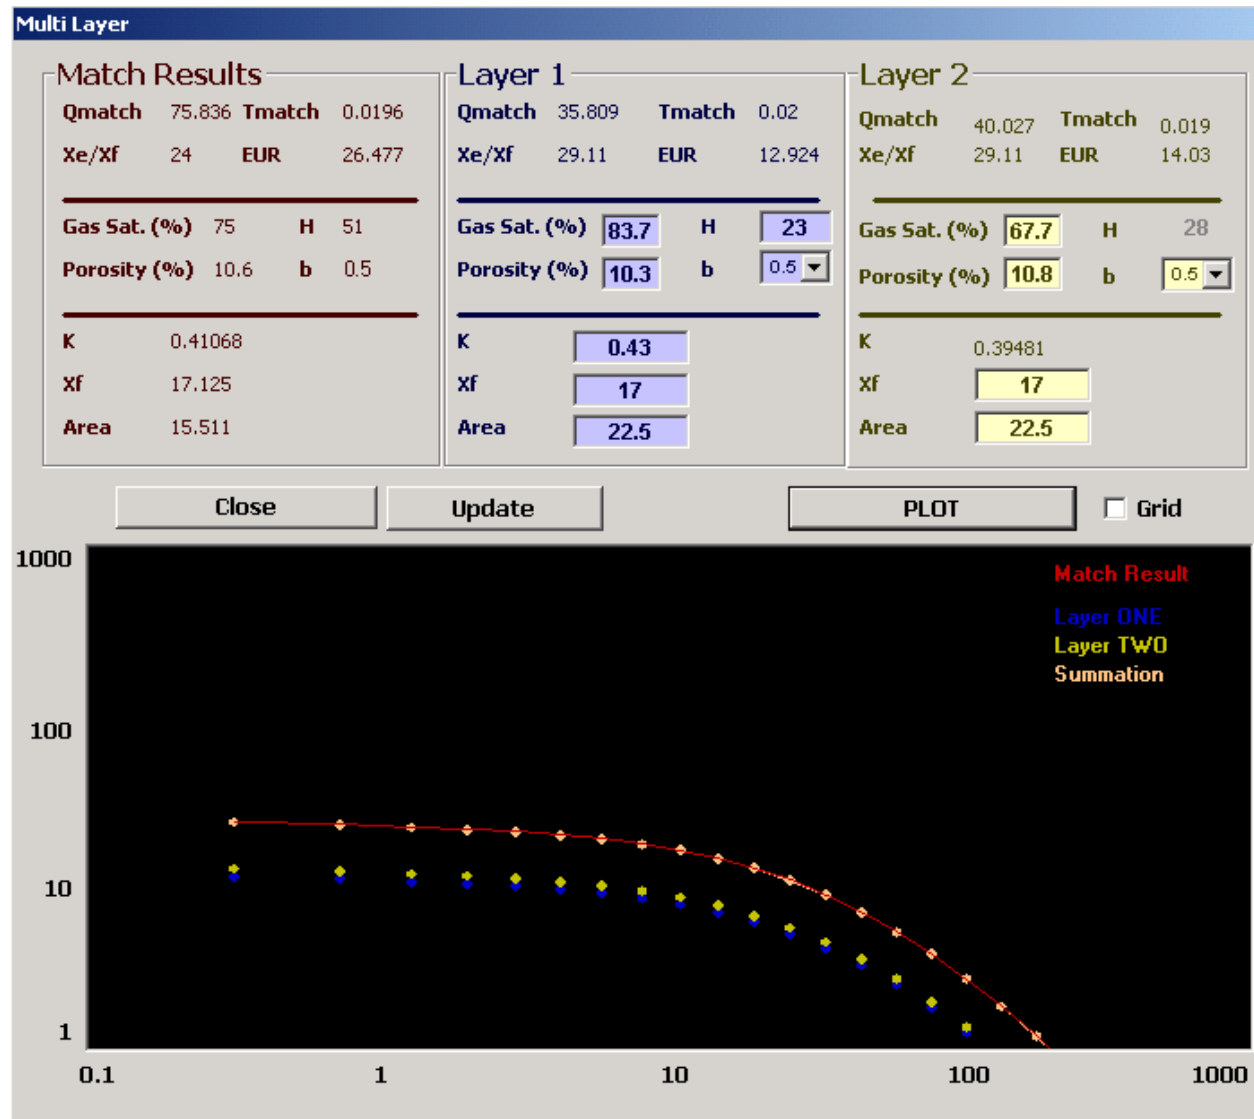 Multi Layer
Match Results
Qmatch 75.836 Tmatch 0.0196
Xe/Xf 24 EUR 26.477
Gas Sat. (%) 75 H 51
Porosity (%) 10.6 b 0.5
K 0.41068
Xf 17.125
Area 15.511
Layer 1
Qmatch 35.809 Tmatch 0.02
Xe/Xf 29.11 EUR 12.924
Gas Sat. (%) 83.7 H 23
Porosity (%) 10.3 b 0.5
K 0.43
Xf 17
Area 22.5
Layer 2
Qmatch 40.027 Tmatch 0.019
Xe/Xf 29.11 EUR 14.03
Gas Sat. (%) 67.7 H 28
Porosity (%) 10.8 b 0.5
K 0.39481
Xf 17
Area 22.5
Close Update PLOT Grid
1000
Match Result
Layer ONE
Layer TWO
Summation
100
10
1
0.1 1 10 100 1000